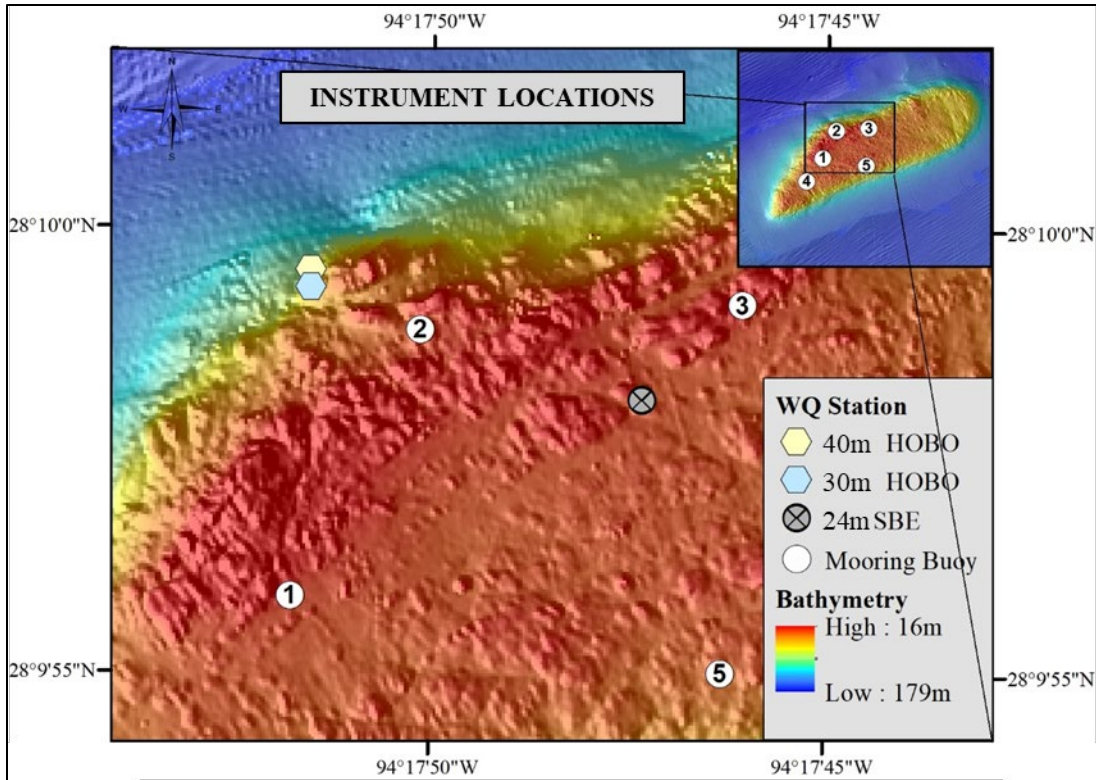 94°17'50"W
94°17'45"W
N
W
E
S
INSTRUMENT LOCATIONS
2
3
1
5
4
28°10'0"N
28°10'0"N
3
2
WQ Station
40m HOBO
30m HOBO
24m SBE
Mooring Buoy
Bathymetry
High : 16m
Low : 179m
1
5
28°9'55"N
28°9'55"N
94°17'50"W
94°17'45"W